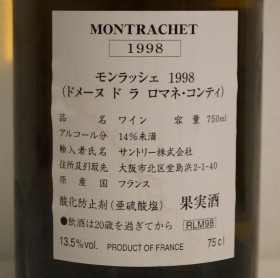 MONTRACHET
1998
モンラッシェ 1998
(ドメーヌ ド ラ ロマネ・コンティ)
品名 ワイン 容量 750ml
アルコール分 14%未満
輸入者氏名 サントリー株式会社
住所及引取先 大阪市北区堂島浜2-1-40
原産国 フランス
酸化防止剤(亜硫酸塩) 果実酒
●飲酒は20歳を過ぎてから RLM98
13.5%vol. PRODUCT OF FRANCE 75cl